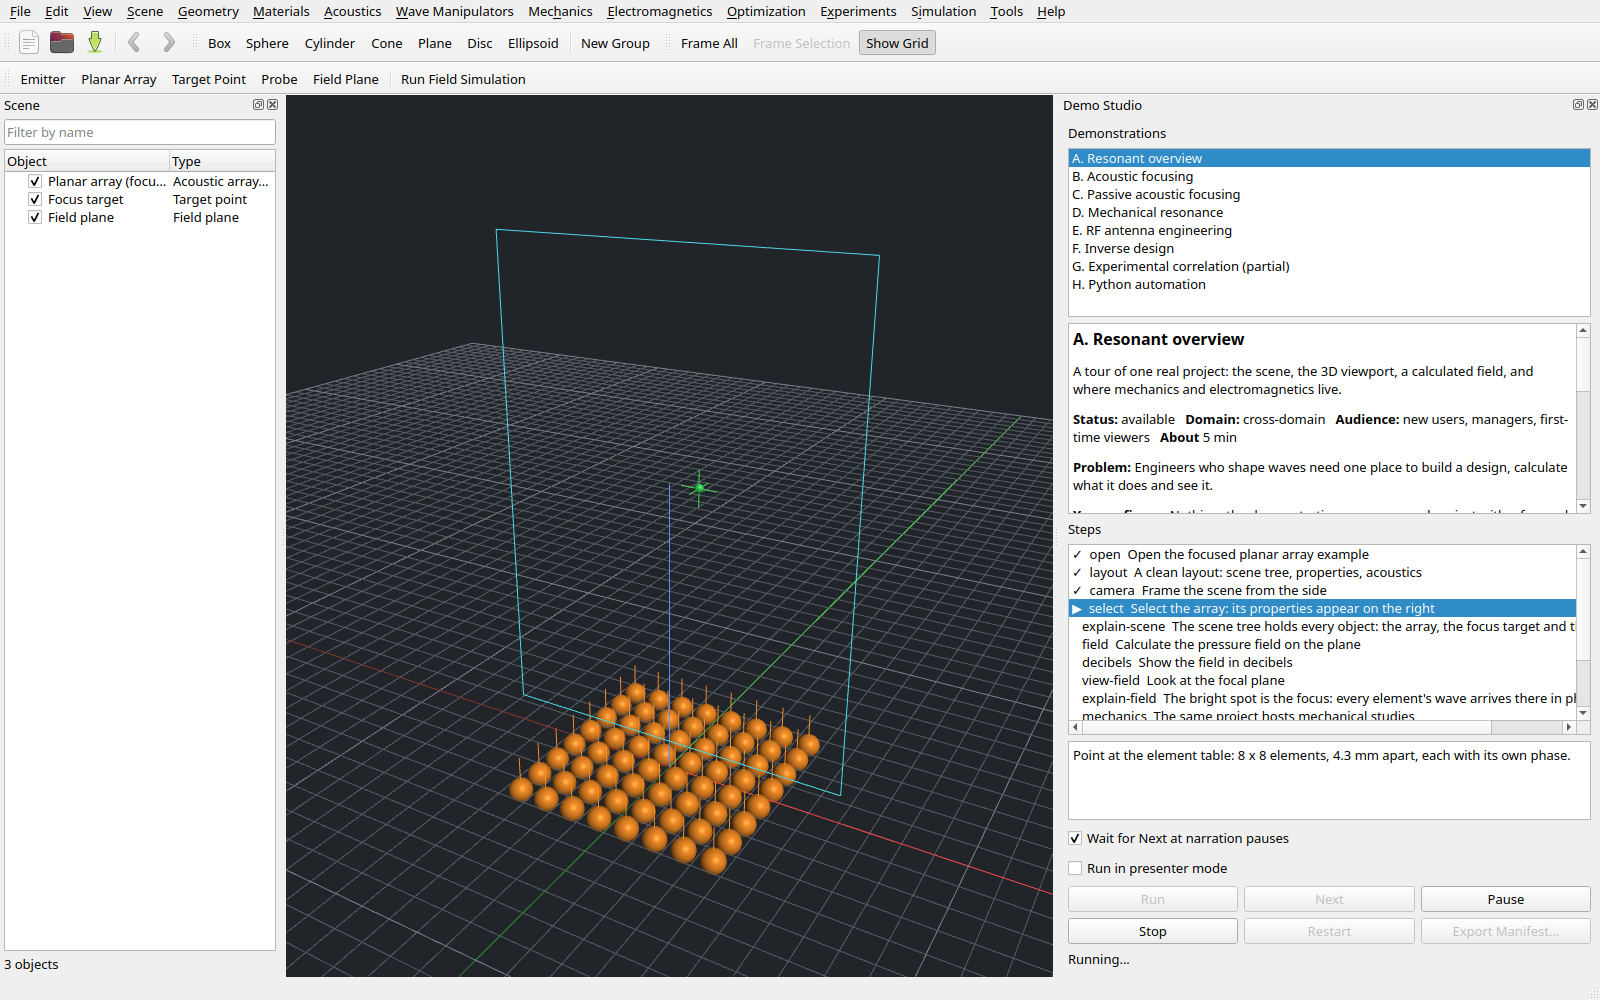 File Edit View Scene Geometry Materials Acoustics Wave Manipulators Mechanics Electromagnetics Optimization Experiments Simulation Tools Help
Box Sphere Cylinder Cone Plane Disc Ellipsoid New Group Frame All Frame Selection Show Grid
Emitter Planar Array Target Point Probe Field Plane Run Field Simulation
Scene
Filter by name
Object Type
Planar array (focu... Acoustic array...
Focus target Target point
Field plane Field plane
3 objects
Demo Studio
Demonstrations
A. Resonant overview
B. Acoustic focusing
C. Passive acoustic focusing
D. Mechanical resonance
E. RF antenna engineering
F. Inverse design
G. Experimental correlation (partial)
H. Python automation
A. Resonant overview
A tour of one real project: the scene, the 3D viewport, a calculated field, and
where mechanics and electromagnetics live.
Status: available Domain: cross-domain Audience: new users, managers, first-
time viewers About 5 min
Problem: Engineers who shape waves need one place to build a design, calculate
what it does and see it.
Steps
✓ open Open the focused planar array example
✓ layout A clean layout: scene tree, properties, acoustics
✓ camera Frame the scene from the side
▶ select Select the array: its properties appear on the right
explain-scene The scene tree holds every object: the array, the focus target and t
field Calculate the pressure field on the plane
decibels Show the field in decibels
view-field Look at the focal plane
explain-field The bright spot is the focus: every element's wave arrives there in ph
mechanics The same project hosts mechanical studies
Point at the element table: 8 x 8 elements, 4.3 mm apart, each with its own phase.
Wait for Next at narration pauses
Run in presenter mode
Run Next Pause
Stop Restart Export Manifest...
Running...